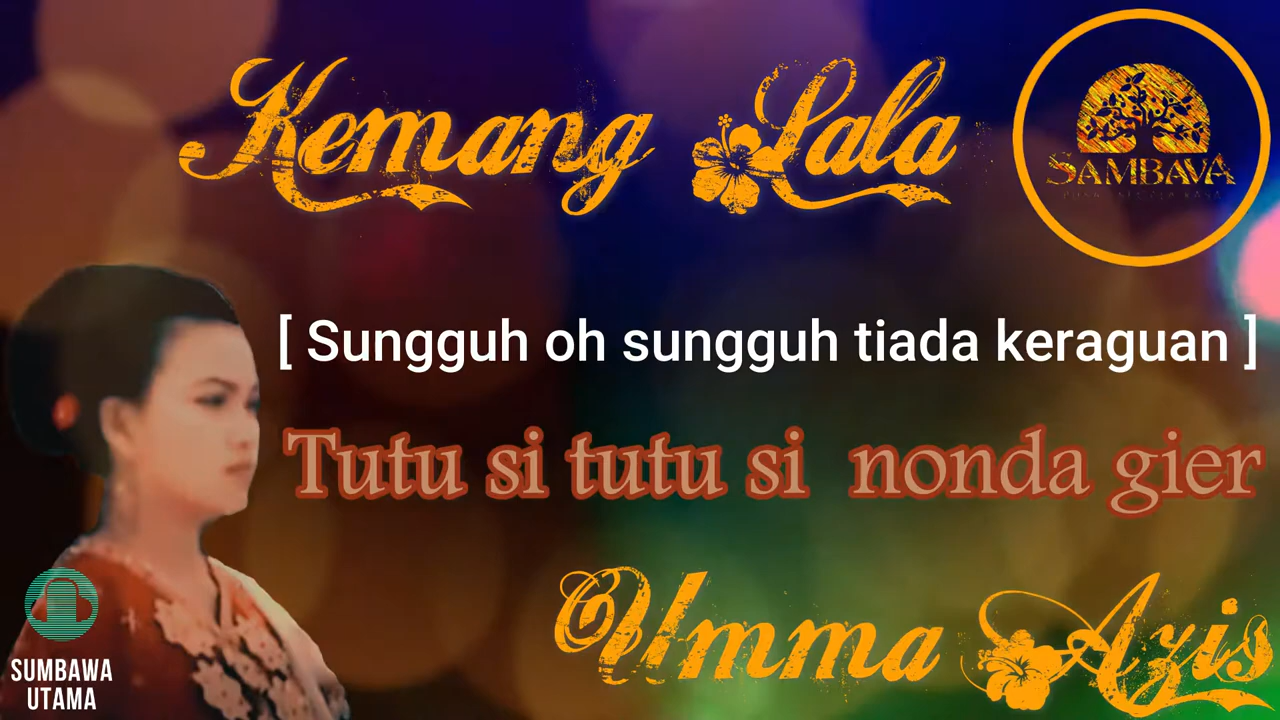 Kemang Lala
SAMBAVA
[ Sungguh oh sungguh tiada keraguan ]
Tutu si tutu si nonda gier
Umma Azis
SUMBAWA
UTAMA